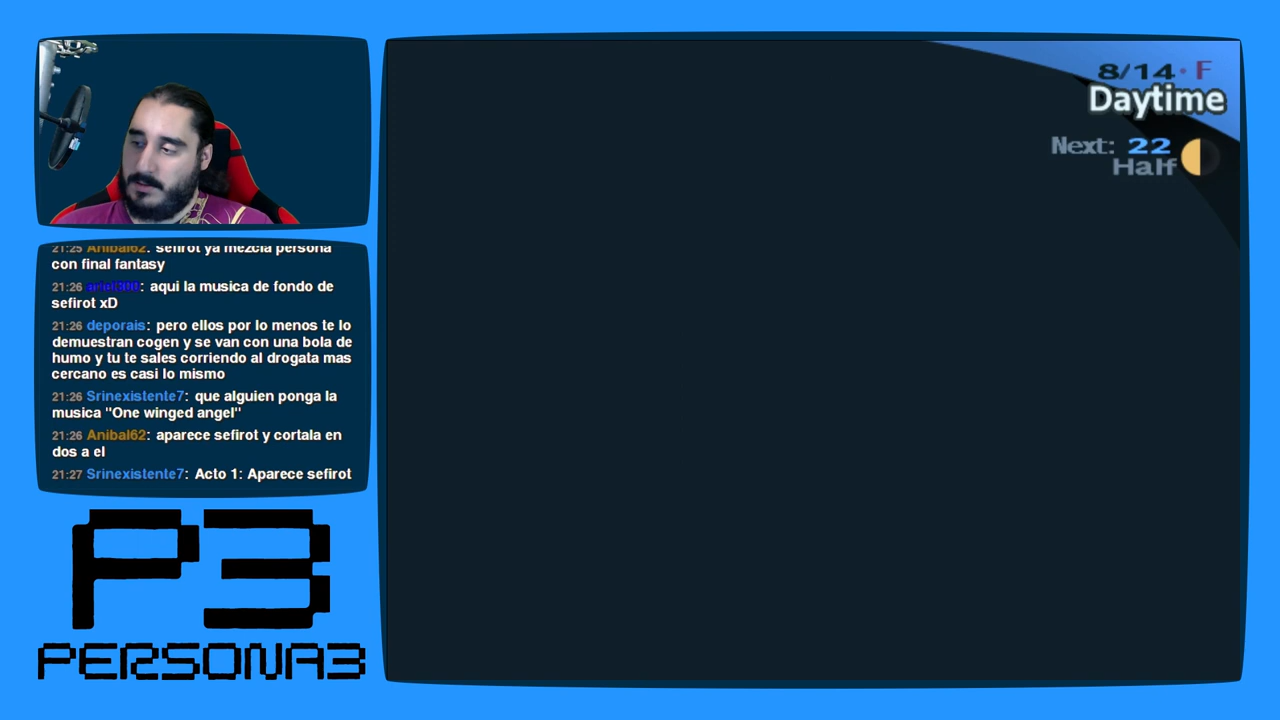 8/14 · F
Daytime
Next: 22
Half
21:25 Anibal62: sefirot ya mezcla persona
con final fantasy
21:26 : aqui la musica de fondo de
sefirot xD
21:26 deporais: pero ellos por lo menos te lo
demuestran cogen y se van con una bola de
humo y tu te sales corriendo al drogata mas
cercano es casi lo mismo
21:26 Srinexistente7: que alguien ponga la
musica "One winged angel"
21:26 Anibal62: aparece sefirot y cortala en
dos a el
21:27 Srinexistente7: Acto 1: Aparece sefirot
P3
PERSONA3